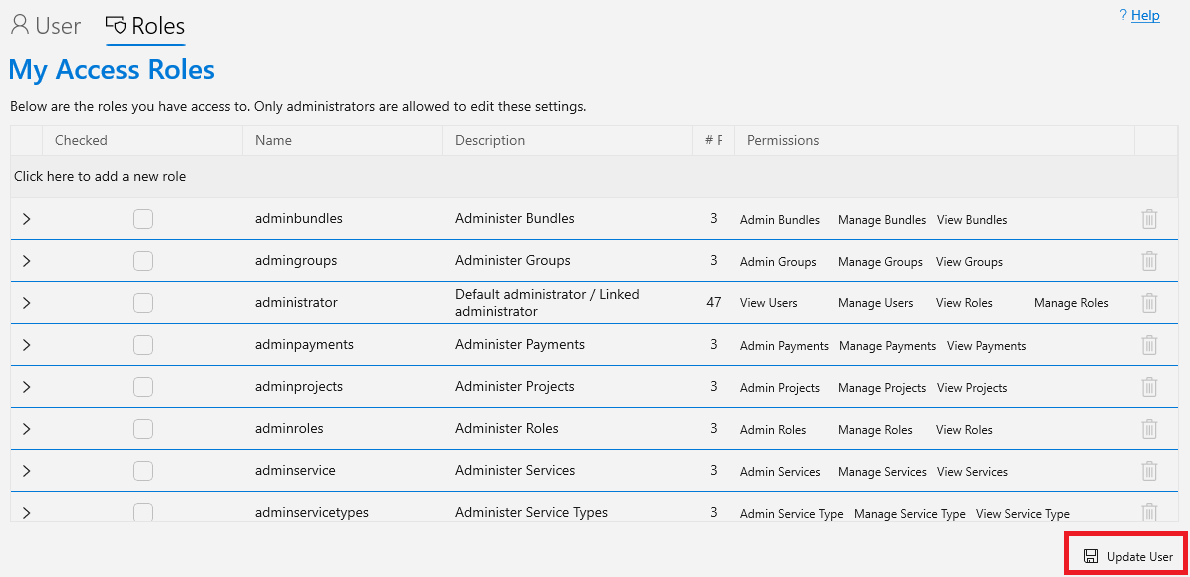 User Roles ? Help
My Access Roles
Below are the roles you have access to. Only administrators are allowed to edit these settings.
Checked Name Description # F Permissions
Click here to add a new role
adminbundles Administer Bundles 3 Admin Bundles Manage Bundles View Bundles
admingroups Administer Groups 3 Admin Groups Manage Groups View Groups
administrator Default administrator / Linked administrator 47 View Users Manage Users View Roles Manage Roles
adminpayments Administer Payments 3 Admin Payments Manage Payments View Payments
adminprojects Administer Projects 3 Admin Projects Manage Projects View Projects
adminroles Administer Roles 3 Admin Roles Manage Roles View Roles
adminservice Administer Services 3 Admin Services Manage Services View Services
adminservicetypes Administer Service Types 3 Admin Service Type Manage Service Type View Service Type
Update User